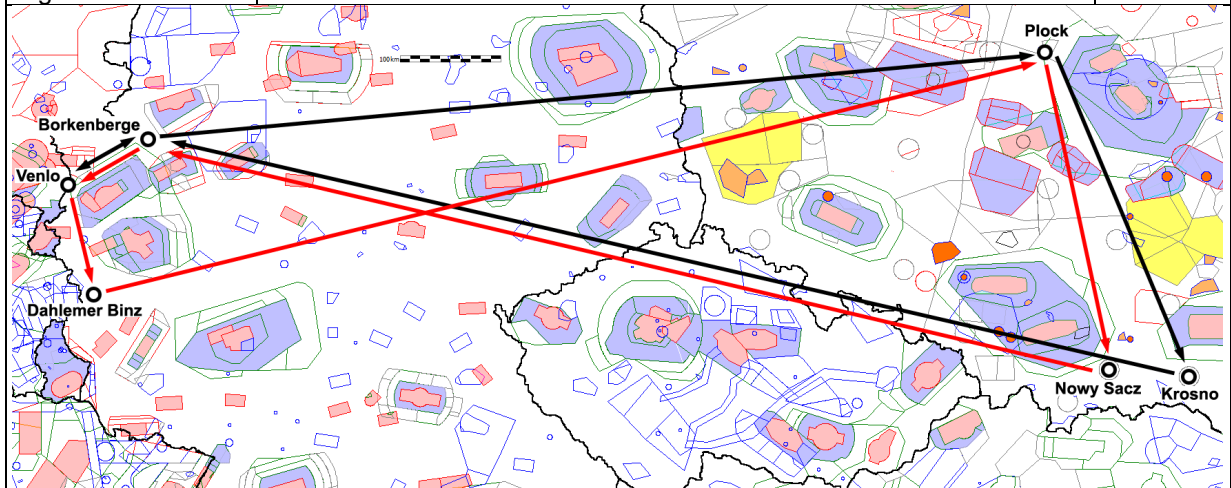 Plock
100km
Borkenberge
Venlo
Dahlemer Binz
Nowy Sacz
Krosno